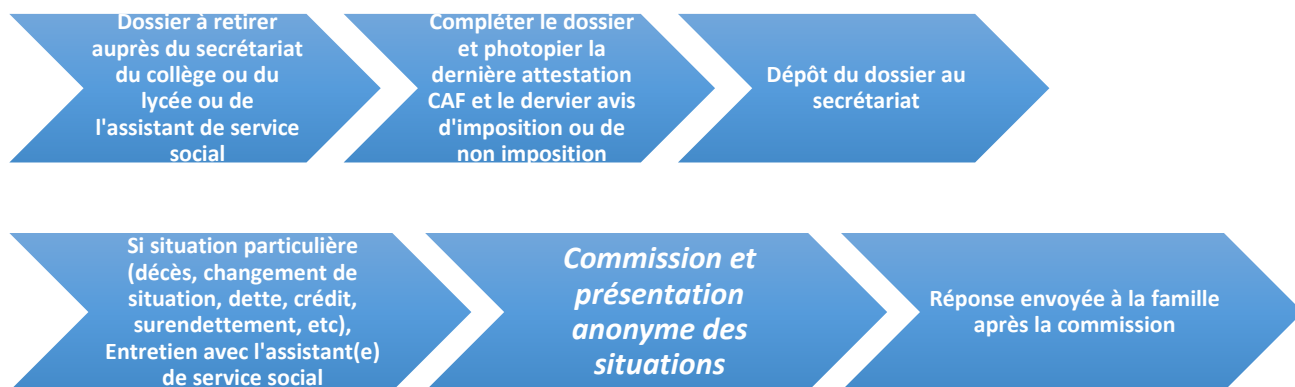 Dossier à retirer
auprès du secrétariat
du collège ou du
lycée ou de
l'assistant de service
social
Compléter le dossier
et photopier la
dernière attestation
CAF et le dervier avis
d'imposition ou de
non imposition
Dépôt du dossier au
secrétariat
Si situation particulière
(décès, changement de
situation, dette, crédit,
surendettement, etc),
Entretien avec l'assistant(e)
de service social
Commission et
présentation
anonyme des
situations
Réponse envoyée à la famille
après la commission